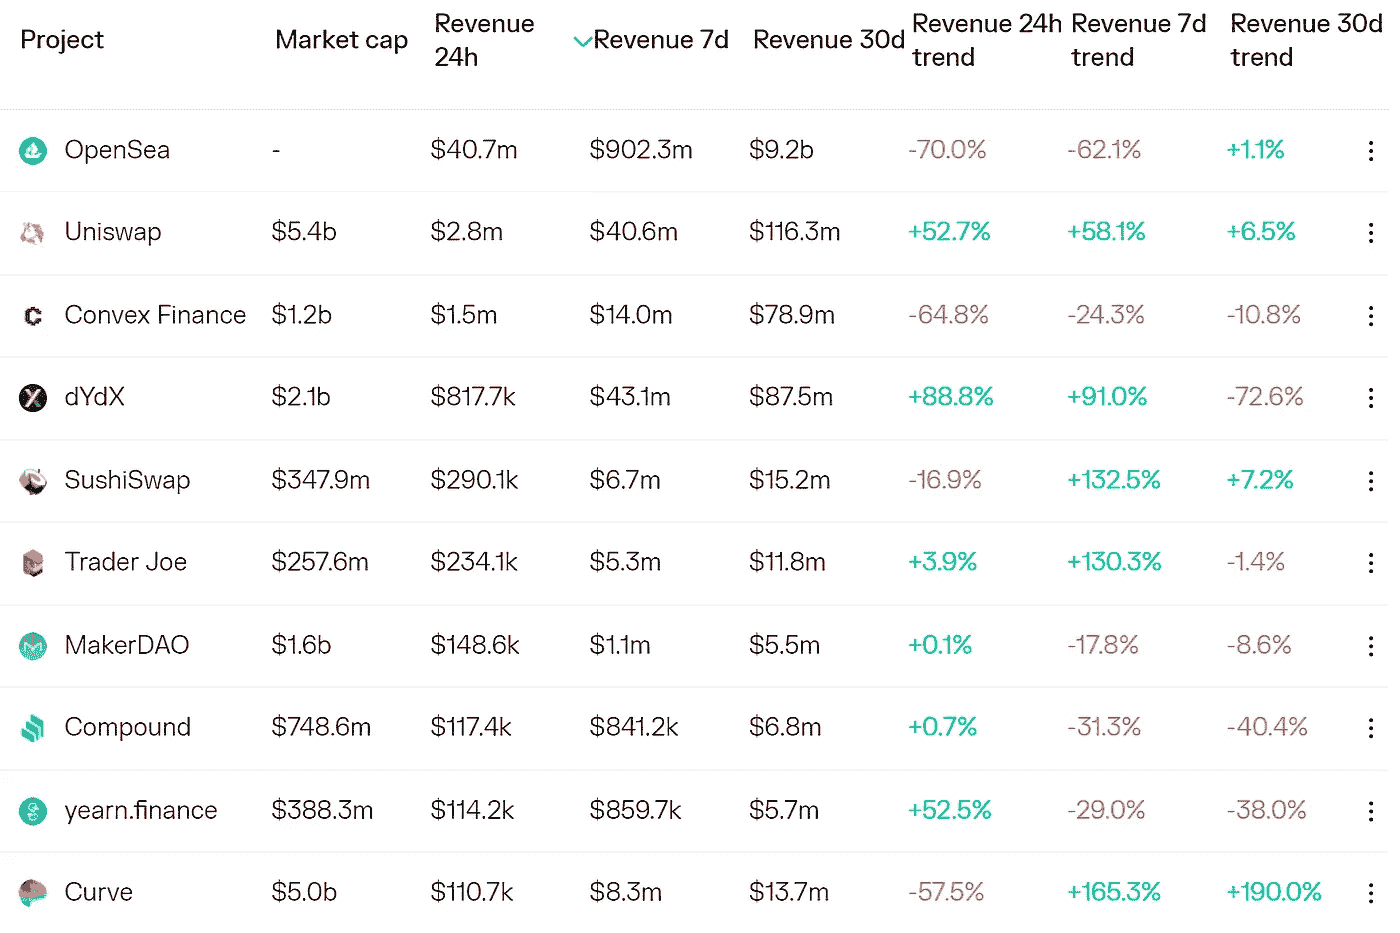 Project Market cap Revenue 24h Revenue 7d Revenue 30d Revenue 24h trend Revenue 7d trend Revenue 30d trend
OpenSea - $40.7m $902.3m $9.2b -70.0% -62.1% +1.1%
Uniswap $5.4b $2.8m $40.6m $116.3m +52.7% +58.1% +6.5%
Convex Finance $1.2b $1.5m $14.0m $78.9m -64.8% -24.3% -10.8%
dYdX $2.1b $817.7k $43.1m $87.5m +88.8% +91.0% -72.6%
SushiSwap $347.9m $290.1k $6.7m $15.2m -16.9% +132.5% +7.2%
Trader Joe $257.6m $234.1k $5.3m $11.8m +3.9% +130.3% -1.4%
MakerDAO $1.6b $148.6k $1.1m $5.5m +0.1% -17.8% -8.6%
Compound $748.6m $117.4k $841.2k $6.8m +0.7% -31.3% -40.4%
yearn.finance $388.3m $114.2k $859.7k $5.7m +52.5% -29.0% -38.0%
Curve $5.0b $110.7k $8.3m $13.7m -57.5% +165.3% +190.0%